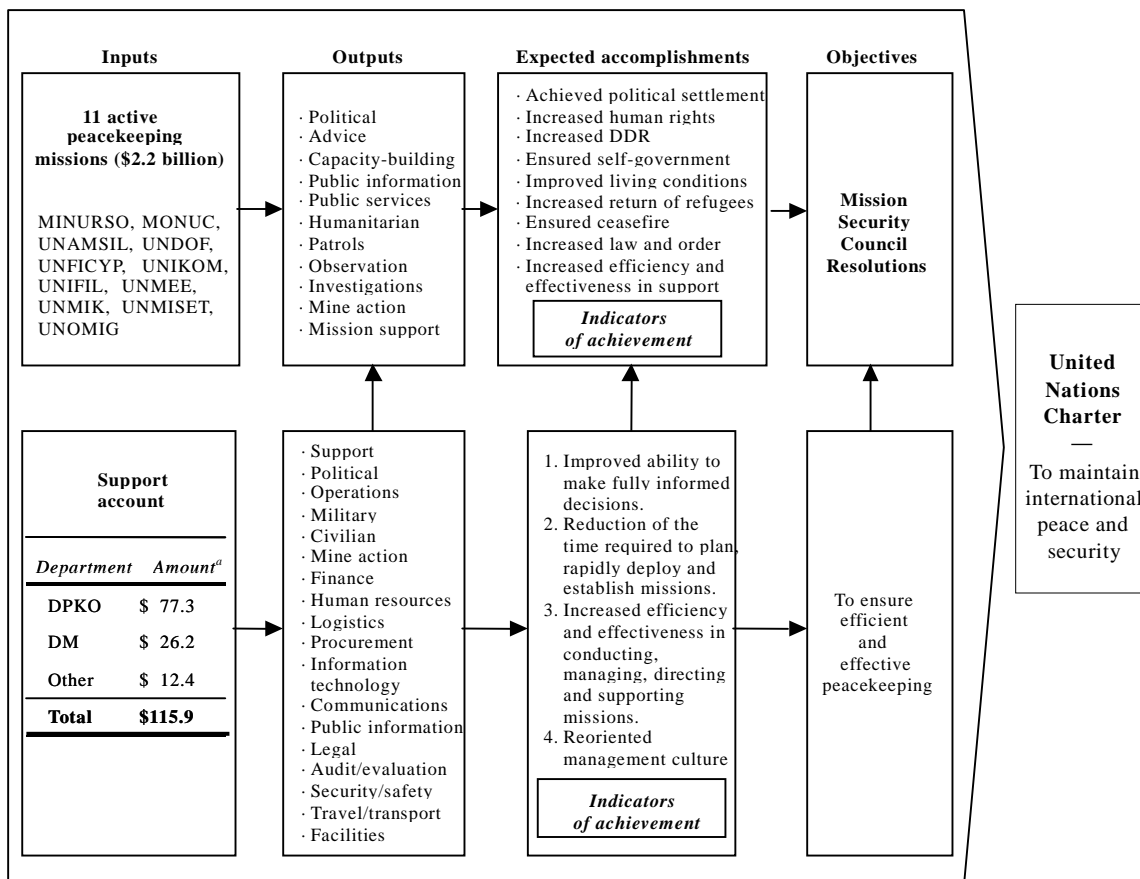 Inputs
11 active
peacekeeping
missions ($2.2 billion)
MINURSO, MONUC,
UNAMSIL, UNDOF,
UNFICYP, UNIKOM,
UNIFIL, UNMEE,
UNMIK, UNMISET,
UNOMIG
Outputs
· Political
· Advice
· Capacity-building
· Public information
· Public services
· Humanitarian
· Patrols
· Observation
· Investigations
· Mine action
· Mission support
Expected accomplishments
· Achieved political settlement
· Increased human rights
· Increased DDR
· Ensured self-government
· Improved living conditions
· Increased return of refugees
· Ensured ceasefire
· Increased law and order
· Increased efficiency and
effectiveness in support
Indicators
of achievement
Objectives
Mission
Security
Council
Resolutions
Support
account
Department Amount^a
DPKO $ 77.3
DM $ 26.2
Other $ 12.4
Total $115.9
· Support
· Political
· Operations
· Military
· Civilian
· Mine action
· Finance
· Human resources
· Logistics
· Procurement
· Information
technology
· Communications
· Public information
· Legal
· Audit/evaluation
· Security/safety
· Travel/transport
· Facilities
1. Improved ability to
make fully informed
decisions.
2. Reduction of the
time required to plan,
rapidly deploy and
establish missions.
3. Increased efficiency
and effectiveness in
conducting,
managing, directing
and supporting
missions.
4. Reoriented
management culture
Indicators
of achievement
To ensure
efficient
and
effective
peacekeeping
United
Nations
Charter
—
To maintain
international
peace and
security